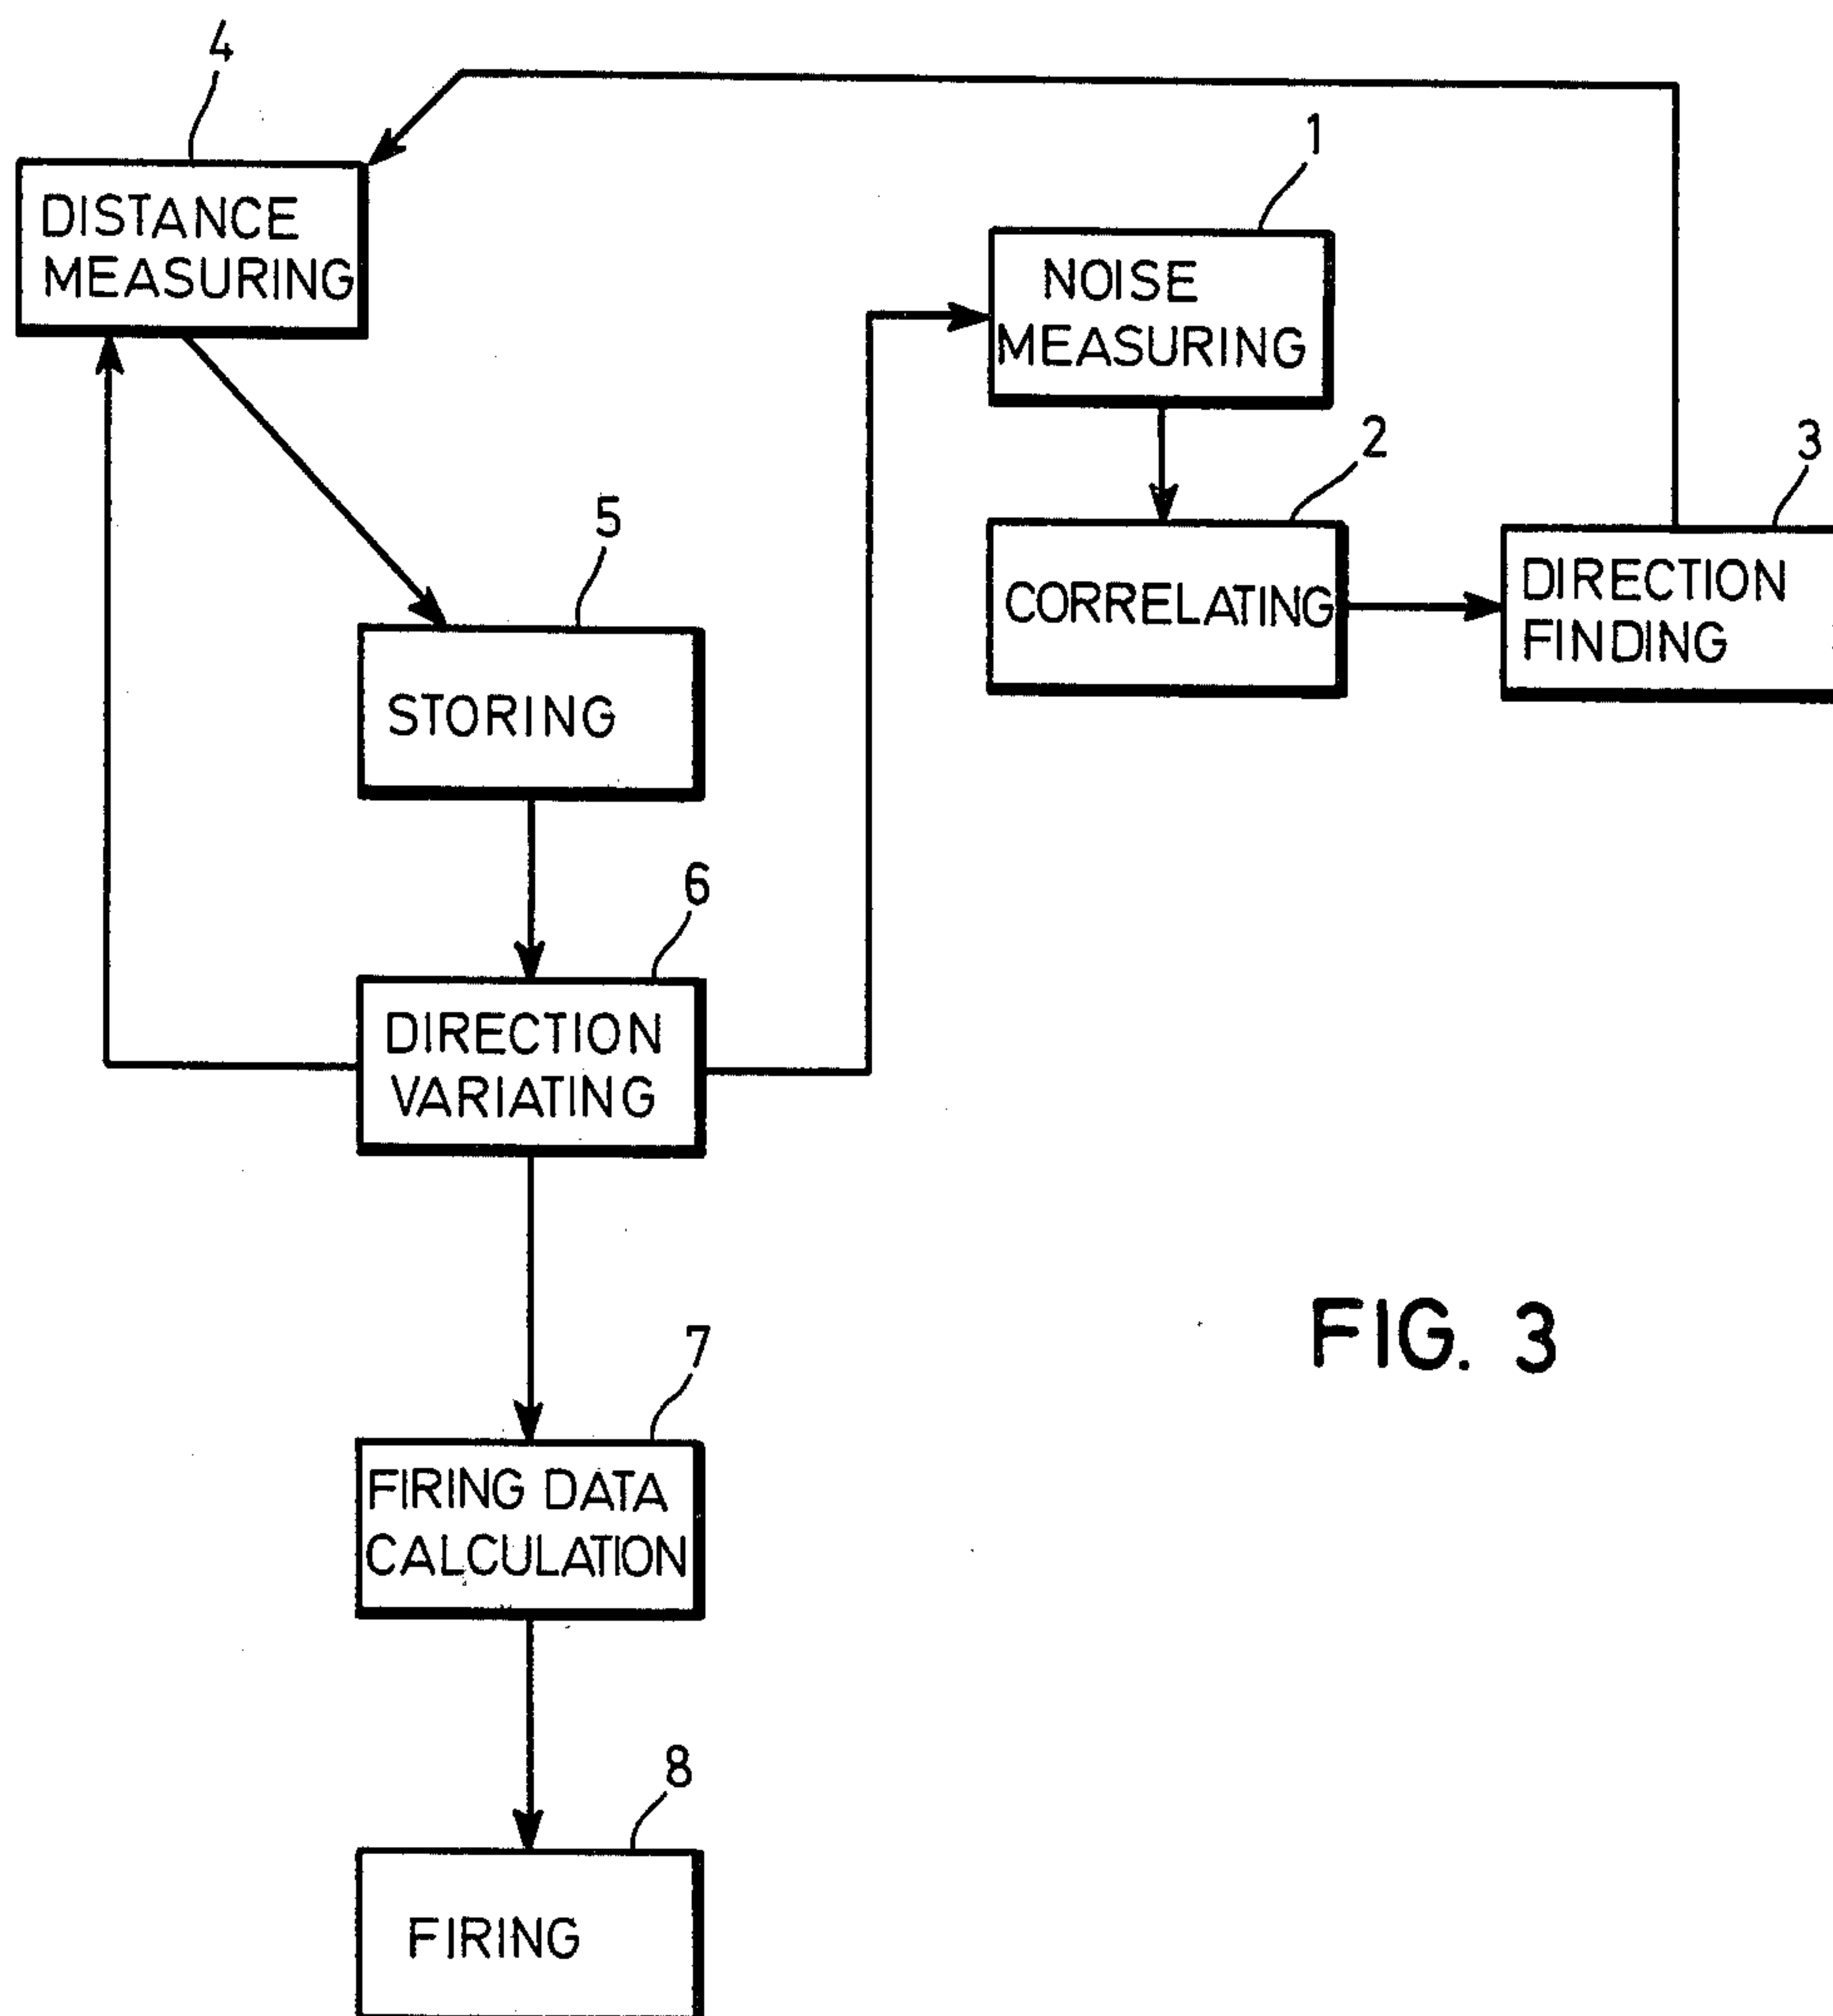 4
DISTANCE
MEASURING
1
NOISE
MEASURING
2
CORRELATING
3
DIRECTION
FINDING
5
STORING
6
DIRECTION
VARIATING
7
FIRING DATA
CALCULATION
8
FIRING
FIG. 3